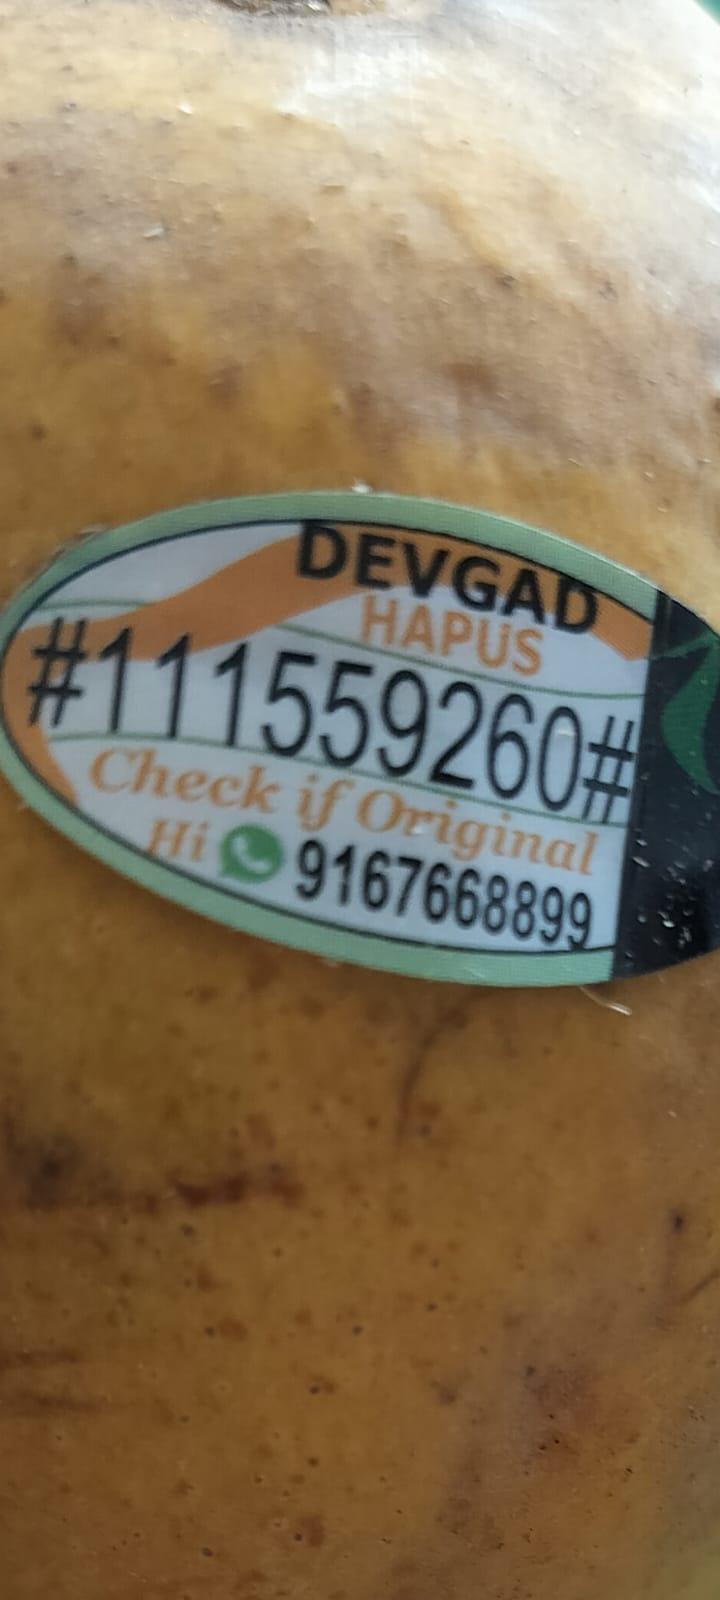 DEVGAD
HAPUS
#111559260#
Check if Original
Hi 9167668899